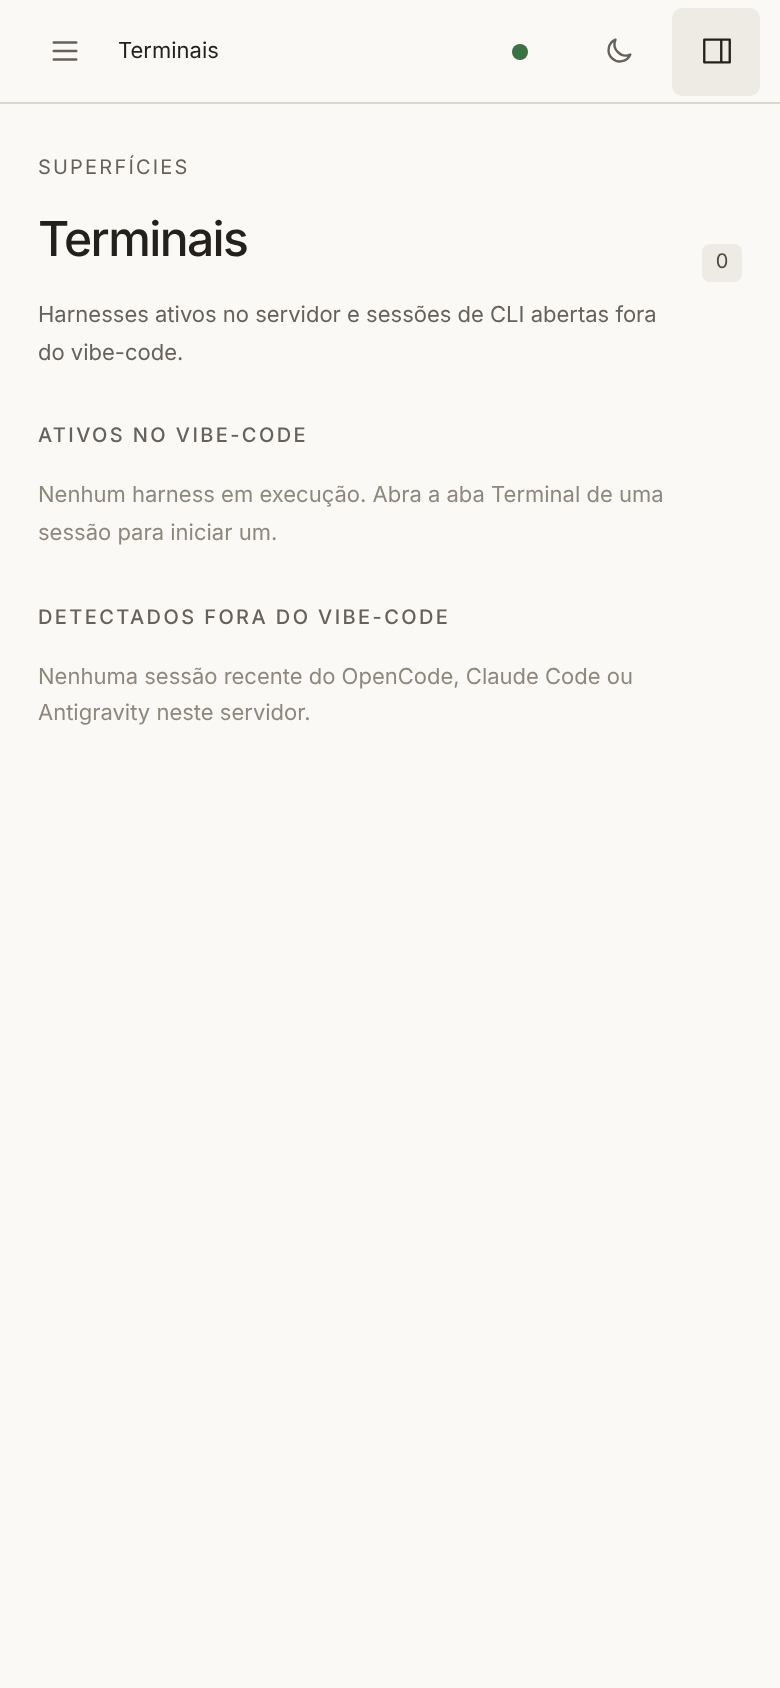 Terminais
SUPERFÍCIES
Terminais
0
Harnesses ativos no servidor e sessões de CLI abertas fora
do vibe-code.
ATIVOS NO VIBE-CODE
Nenhum harness em execução. Abra a aba Terminal de uma
sessão para iniciar um.
DETECTADOS FORA DO VIBE-CODE
Nenhuma sessão recente do OpenCode, Claude Code ou
Antigravity neste servidor.